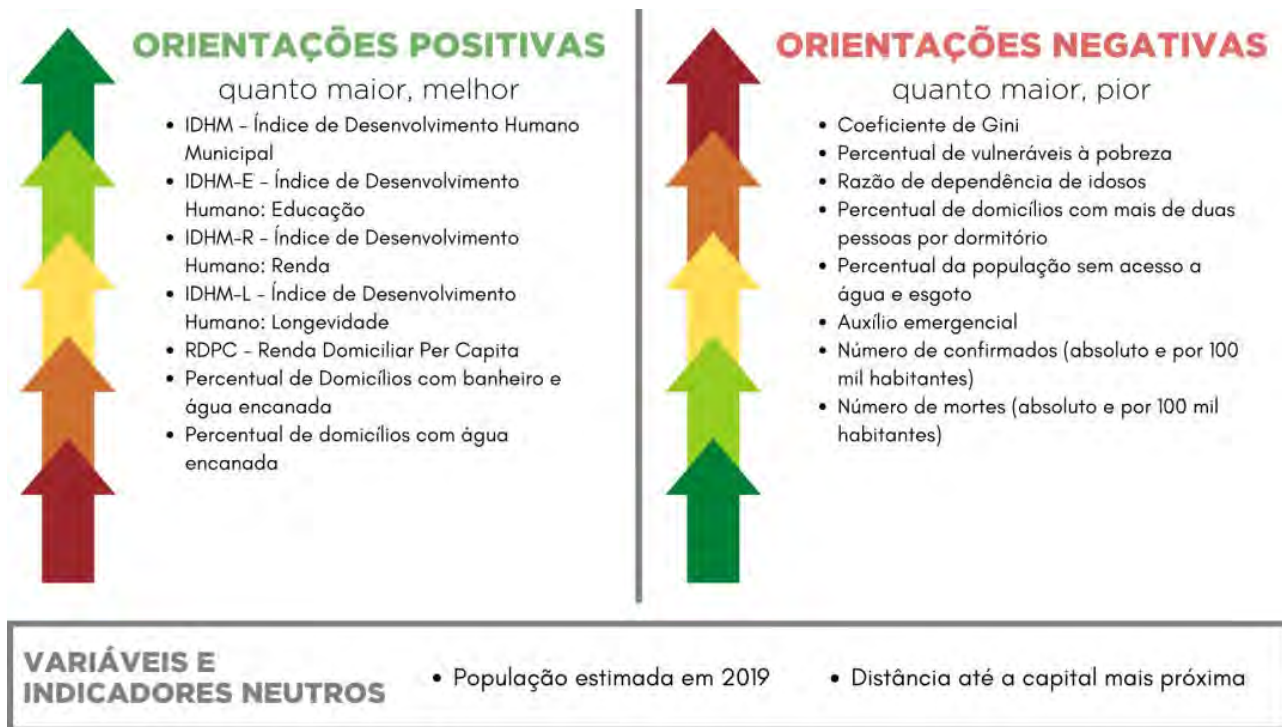 ORIENTAÇÕES POSITIVAS
quanto maior, melhor
• IDHM - Índice de Desenvolvimento Humano
Municipal
• IDHM-E - Índice de Desenvolvimento
Humano: Educação
• IDHM-R - Índice de Desenvolvimento
Humano: Renda
• IDHM-L - Índice de Desenvolvimento
Humano: Longevidade
• RDPC - Renda Domiciliar Per Capita
• Percentual de Domicílios com banheiro e
água encanada
• Percentual de domicílios com água
encanada
ORIENTAÇÕES NEGATIVAS
quanto maior, pior
• Coeficiente de Gini
• Percentual de vulneráveis à pobreza
• Razão de dependência de idosos
• Percentual de domicílios com mais de duas
pessoas por dormitório
• Percentual da população sem acesso a
água e esgoto
• Auxílio emergencial
• Número de confirmados (absoluto e por 100
mil habitantes)
• Número de mortes (absoluto e por 100 mil
habitantes)
VARIÁVEIS E
INDICADORES NEUTROS
• População estimada em 2019
• Distância até a capital mais próxima